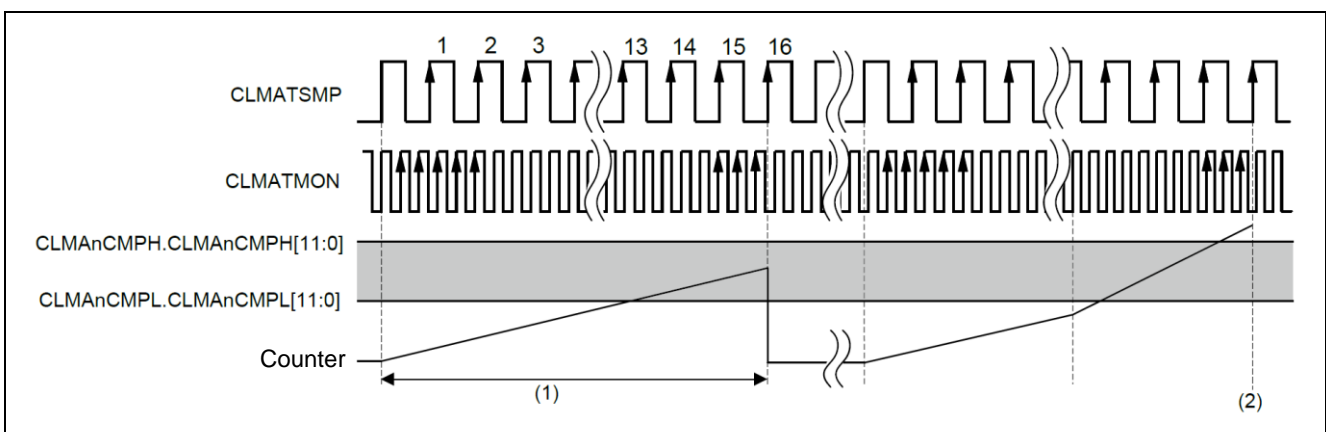 1 2 3 13 14 15 16
CLMATSMP
CLMATMON
CLMAnCMPH.CLMAnCMPH[11:0]
CLMAnCMPL.CLMAnCMPL[11:0]
Counter
(1)
(2)